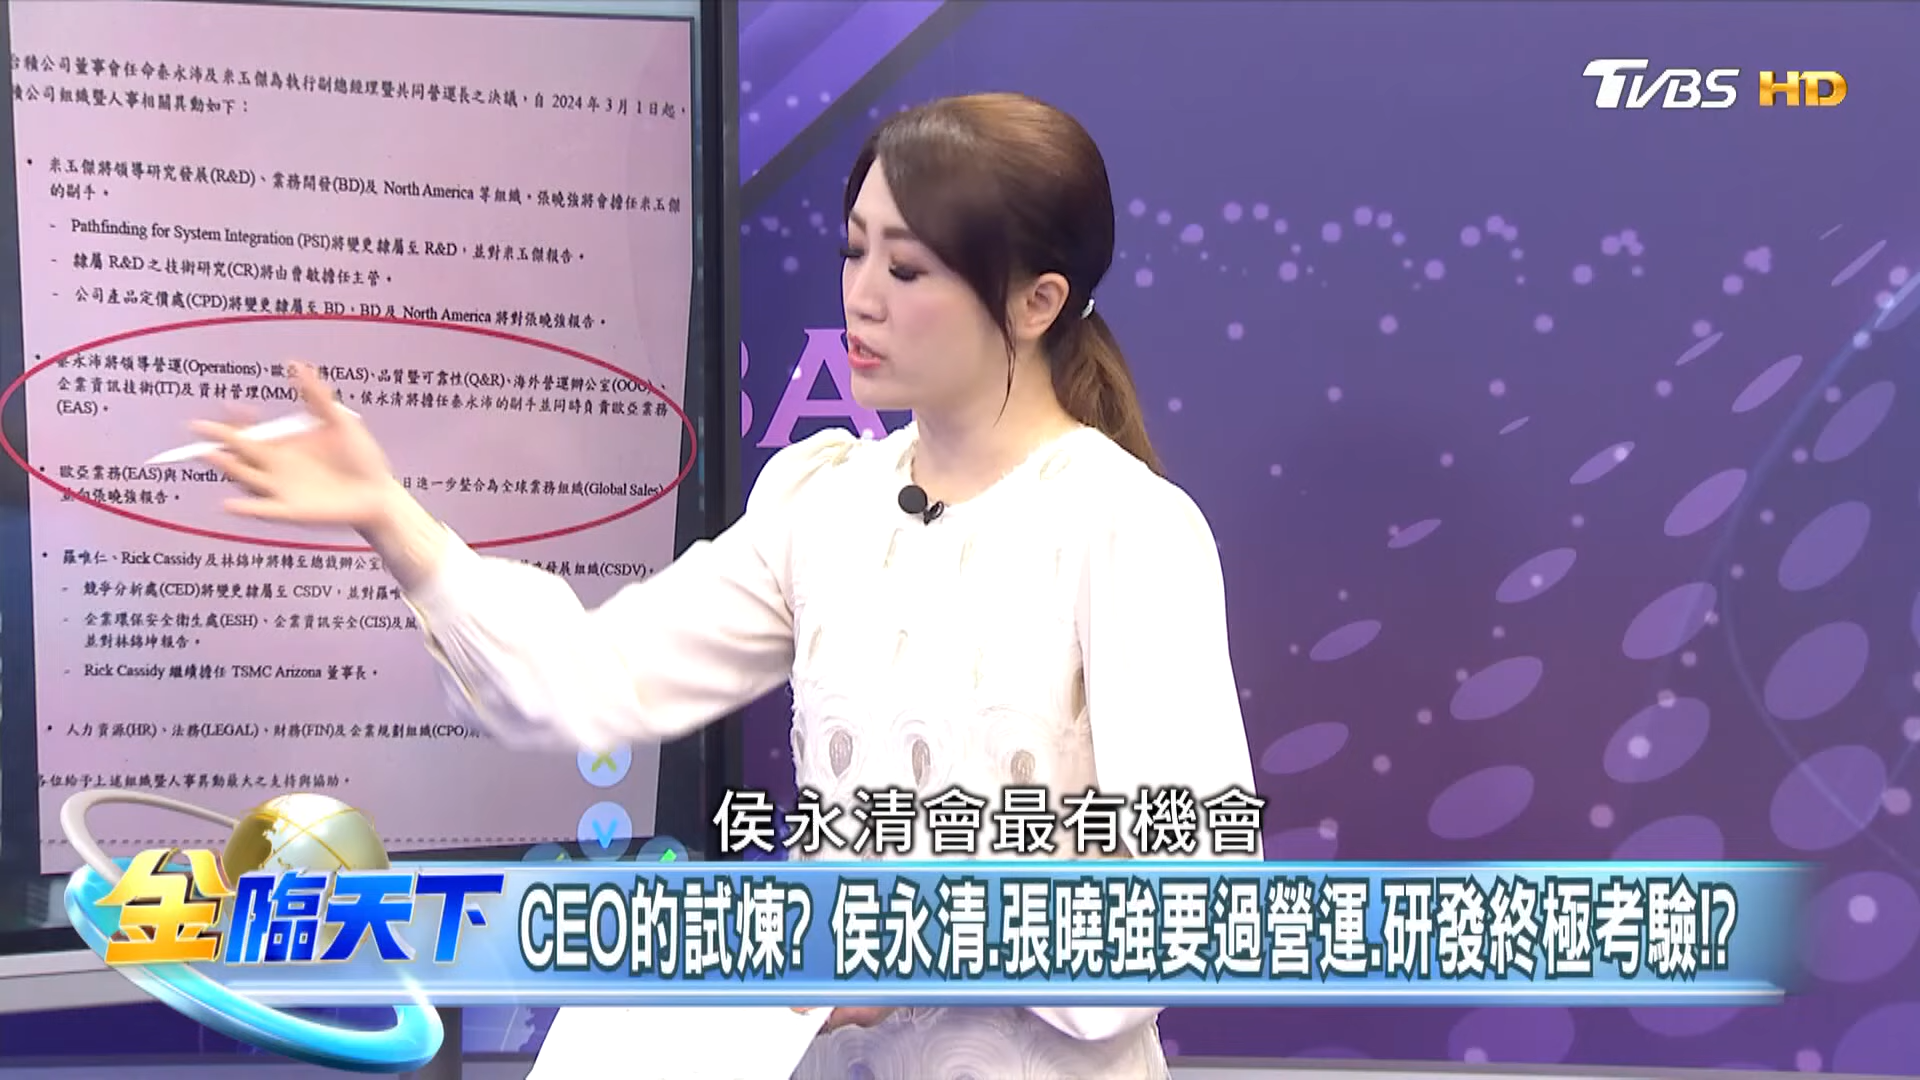 台積公司董事會任命秦永沛及米玉傑為執行副總經理暨共同營運長之決議，自 2024 年 3 月 1 日起，
積公司組織暨人事相關異動如下：
• 米玉傑將領導研究發展(R&D)、業務開發(BD)及 North America 等組織，張曉強將會擔任米玉傑
的副手。
- Pathfinding for System Integration (PSI)將變更隸屬至 R&D，並對米玉傑報告。
- 隸屬 R&D 之技術研究(CR)將由曹敏擔任主管。
- 公司產品定價處(CPD)將變更隸屬至 BD，BD 及 North America 將對張曉強報告。
• 秦永沛將領導營運(Operations)、歐亞業務(EAS)、品質暨可靠性(Q&R)、海外營運辦公室(OOO)、
企業資訊技術(IT)及資材管理(MM)，侯永清將擔任秦永沛的副手並同時負責歐亞業務
(EAS)。
• 歐亞業務(EAS)與 North 日進一步整合為全球業務組織(Global Sales)
並向張曉強報告。
• 羅唯仁、Rick Cassidy 及林錦坤將轉至總裁辦公室 發展組織(CSDV)，
- 競爭分析處(CED)將變更隸屬至 CSDV，並對羅唯
- 企業環保安全衛生處(ESH)、企業資訊安全(CIS)及風
並對林錦坤報告。
- Rick Cassidy 繼續擔任 TSMC Arizona 董事長。
• 人力資源(HR)、法務(LEGAL)、財務(FIN)及企業規劃組織(CPO)
各位給于上述組織暨人事異動最大之支持與協助。
TVBS HD
BA
侯永清會最有機會
金臨天下
CEO的試煉? 侯永清.張曉強要過營運.研發終極考驗!?